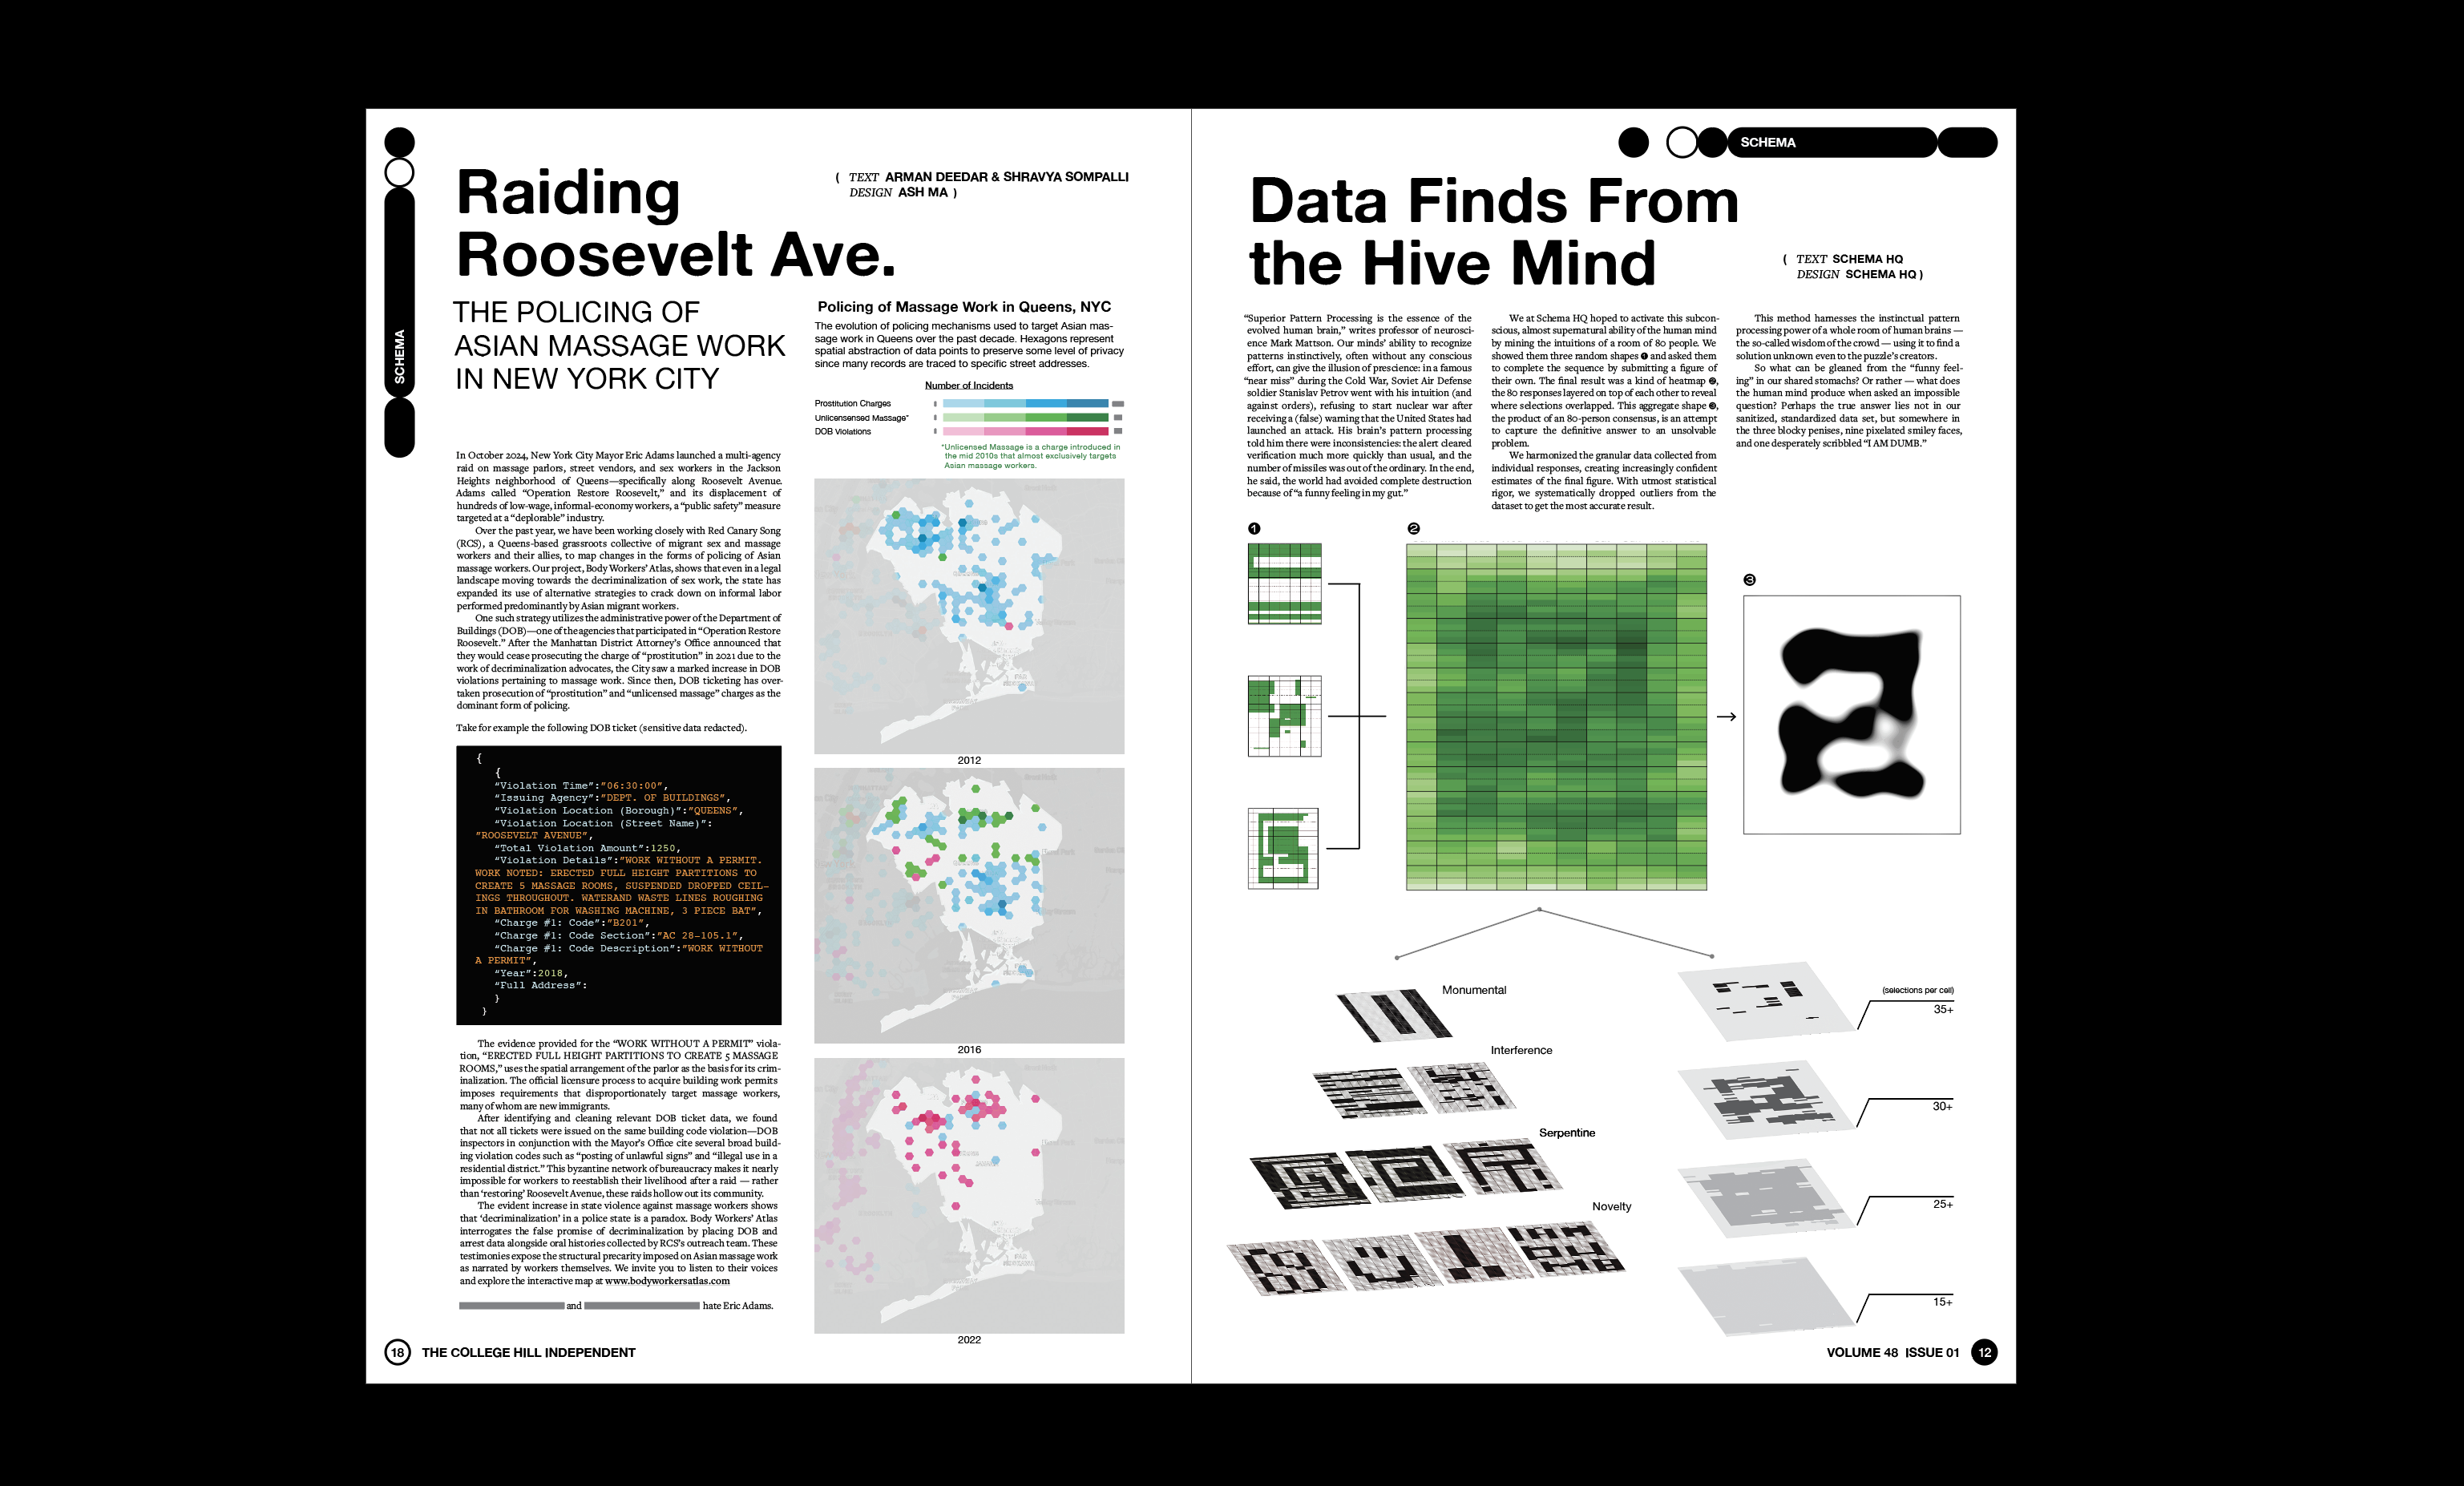 SCHEMA
Raiding
Roosevelt Ave.
( TEXT ARMAN DEEDAR & SHRAVYA SOMPALLI
DESIGN ASH MA )
THE POLICING OF
ASIAN MASSAGE WORK
IN NEW YORK CITY
In October 2024, New York City Mayor Eric Adams launched a multi-agency
raid on massage parlors, street vendors, and sex workers in the Jackson
Heights neighborhood of Queens—specifically along Roosevelt Avenue.
Adams called “Operation Restore Roosevelt,” and its displacement of
hundreds of low-wage, informal-economy workers, a “public safety” measure
targeted at a “deplorable” industry.
Over the past year, we have been working closely with Red Canary Song
(RCS), a Queens-based grassroots collective of migrant sex and massage
workers and their allies, to map changes in the forms of policing of Asian
massage workers. Our project, Body Workers’ Atlas, shows that even in a legal
landscape moving towards the decriminalization of sex work, the state has
expanded its use of alternative strategies to crack down on informal labor
performed predominantly by Asian migrant workers.
One such strategy utilizes the administrative power of the Department of
Buildings (DOB)—one of the agencies that participated in “Operation Restore
Roosevelt.” After the Manhattan District Attorney’s Office announced that
they would cease prosecuting the charge of “prostitution” in 2021 due to the
work of decriminalization advocates, the City saw a marked increase in DOB
violations pertaining to massage work. Since then, DOB ticketing has over-
taken prosecution of “prostitution” and “unlicensed massage” charges as the
dominant form of policing.
Take for example the following DOB ticket (sensitive data redacted).
{
{
“Violation Time”:”06:30:00”,
“Issuing Agency”:”DEPT. OF BUILDINGS”,
“Violation Location (Borough)”:”QUEENS”,
“Violation Location (Street Name)”:
”ROOSEVELT AVENUE”,
“Total Violation Amount”:1250,
“Violation Details”:”WORK WITHOUT A PERMIT.
WORK NOTED: ERECTED FULL HEIGHT PARTITIONS TO
CREATE 5 MASSAGE ROOMS, SUSPENDED DROPPED CEIL-
INGS THROUGHOUT. WATERAND WASTE LINES ROUGHING
IN BATHROOM FOR WASHING MACHINE, 3 PIECE BAT”,
“Charge #1: Code”:”B201”,
“Charge #1: Code Section”:”AC 28-105.1”,
“Charge #1: Code Description”:”WORK WITHOUT
A PERMIT”,
“Year”:2018,
“Full Address”:
}
}
The evidence provided for the “WORK WITHOUT A PERMIT” viola-
tion, “ERECTED FULL HEIGHT PARTITIONS TO CREATE 5 MASSAGE
ROOMS,” uses the spatial arrangement of the parlor as the basis for its crim-
inalization. The official licensure process to acquire building work permits
imposes requirements that disproportionately target massage workers,
many of whom are new immigrants.
After identifying and cleaning relevant DOB ticket data, we found
that not all tickets were issued on the same building code violation—DOB
inspectors in conjunction with the Mayor’s Office cite several broad build-
ing violation codes such as “posting of unlawful signs” and “illegal use in a
residential district.” This byzantine network of bureaucracy makes it nearly
impossible for workers to reestablish their livelihood after a raid — rather
than ‘restoring’ Roosevelt Avenue, these raids hollow out its community.
The evident increase in state violence against massage workers shows
that ‘decriminalization’ in a police state is a paradox. Body Workers’ Atlas
interrogates the false promise of decriminalization by placing DOB and
arrest data alongside oral histories collected by RCS’s outreach team. These
testimonies expose the structural precarity imposed on Asian massage work
as narrated by workers themselves. We invite you to listen to their voices
and explore the interactive map at www.bodyworkersatlas.com
and hate Eric Adams.
Policing of Massage Work in Queens, NYC
The evolution of policing mechanisms used to target Asian mas-
sage work in Queens over the past decade. Hexagons represent
spatial abstraction of data points to preserve some level of privacy
since many records are traced to specific street addresses.
Number of Incidents
Prostitution Charges
Unlicensensed Massage*
DOB Violations
*Unlicensed Massage is a charge introduced in
the mid 2010s that almost exclusively targets
Asian massage workers.
2012
2016
2022
18 THE COLLEGE HILL INDEPENDENT
SCHEMA
Data Finds From
the Hive Mind
( TEXT SCHEMA HQ
DESIGN SCHEMA HQ )
“Superior Pattern Processing is the essence of the
evolved human brain,” writes professor of neurosci-
ence Mark Mattson. Our minds’ ability to recognize
patterns instinctively, often without any conscious
effort, can give the illusion of prescience: in a famous
“near miss” during the Cold War, Soviet Air Defense
soldier Stanislav Petrov went with his intuition (and
against orders), refusing to start nuclear war after
receiving a (false) warning that the United States had
launched an attack. His brain’s pattern processing
told him there were inconsistencies: the alert cleared
verification much more quickly than usual, and the
number of missiles was out of the ordinary. In the end,
he said, the world had avoided complete destruction
because of “a funny feeling in my gut.”
We at Schema HQ hoped to activate this subcon-
scious, almost supernatural ability of the human mind
by mining the intuitions of a room of 80 people. We
showed them three random shapes ❶ and asked them
to complete the sequence by submitting a figure of
their own. The final result was a kind of heatmap ❷,
the 80 responses layered on top of each other to reveal
where selections overlapped. This aggregate shape ❸,
the product of an 80-person consensus, is an attempt
to capture the definitive answer to an unsolvable
problem.
We harmonized the granular data collected from
individual responses, creating increasingly confident
estimates of the final figure. With utmost statistical
rigor, we systematically dropped outliers from the
dataset to get the most accurate result.
This method harnesses the instinctual pattern
processing power of a whole room of human brains —
the so-called wisdom of the crowd — using it to find a
solution unknown even to the puzzle’s creators.
So what can be gleaned from the “funny feel-
ing” in our shared stomachs? Or rather — what does
the human mind produce when asked an impossible
question? Perhaps the true answer lies not in our
sanitized, standardized data set, but somewhere in
the three blocky penises, nine pixelated smiley faces,
and one desperately scribbled “I AM DUMB.”
❶
❷
❸
Monumental
Interference
Serpentine
Novelty
(selections per cell)
35+
30+
25+
15+
VOLUME 48 ISSUE 01 12